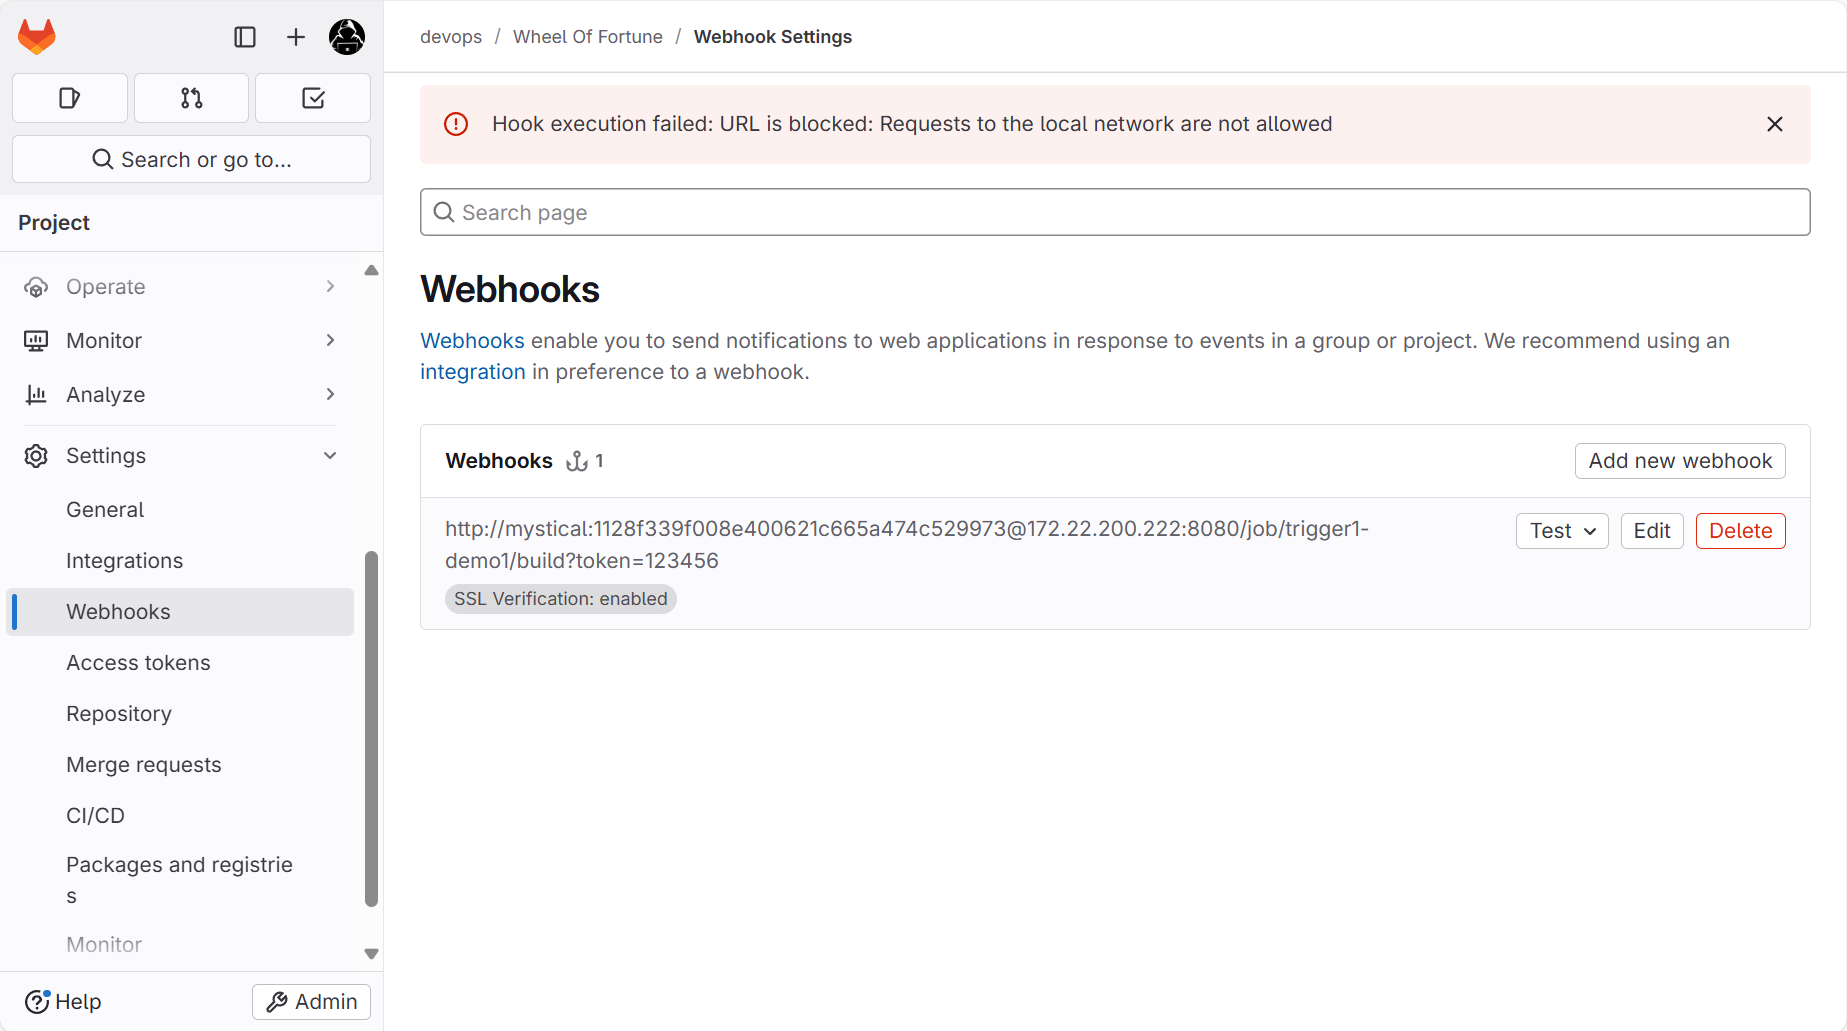 devops / Wheel Of Fortune / Webhook Settings
Search or go to...
Project
Operate
Monitor
Analyze
Settings
General
Integrations
Webhooks
Access tokens
Repository
Merge requests
CI/CD
Packages and registrie
s
Monitor
Help
Admin
Hook execution failed: URL is blocked: Requests to the local network are not allowed
Search page
Webhooks
Webhooks enable you to send notifications to web applications in response to events in a group or project. We recommend using an
integration in preference to a webhook.
Webhooks 1
Add new webhook
http://mystical:1128f339f008e400621c665a474c529973@172.22.200.222:8080/job/trigger1-
demo1/build?token=123456
Test
Edit
Delete
SSL Verification: enabled